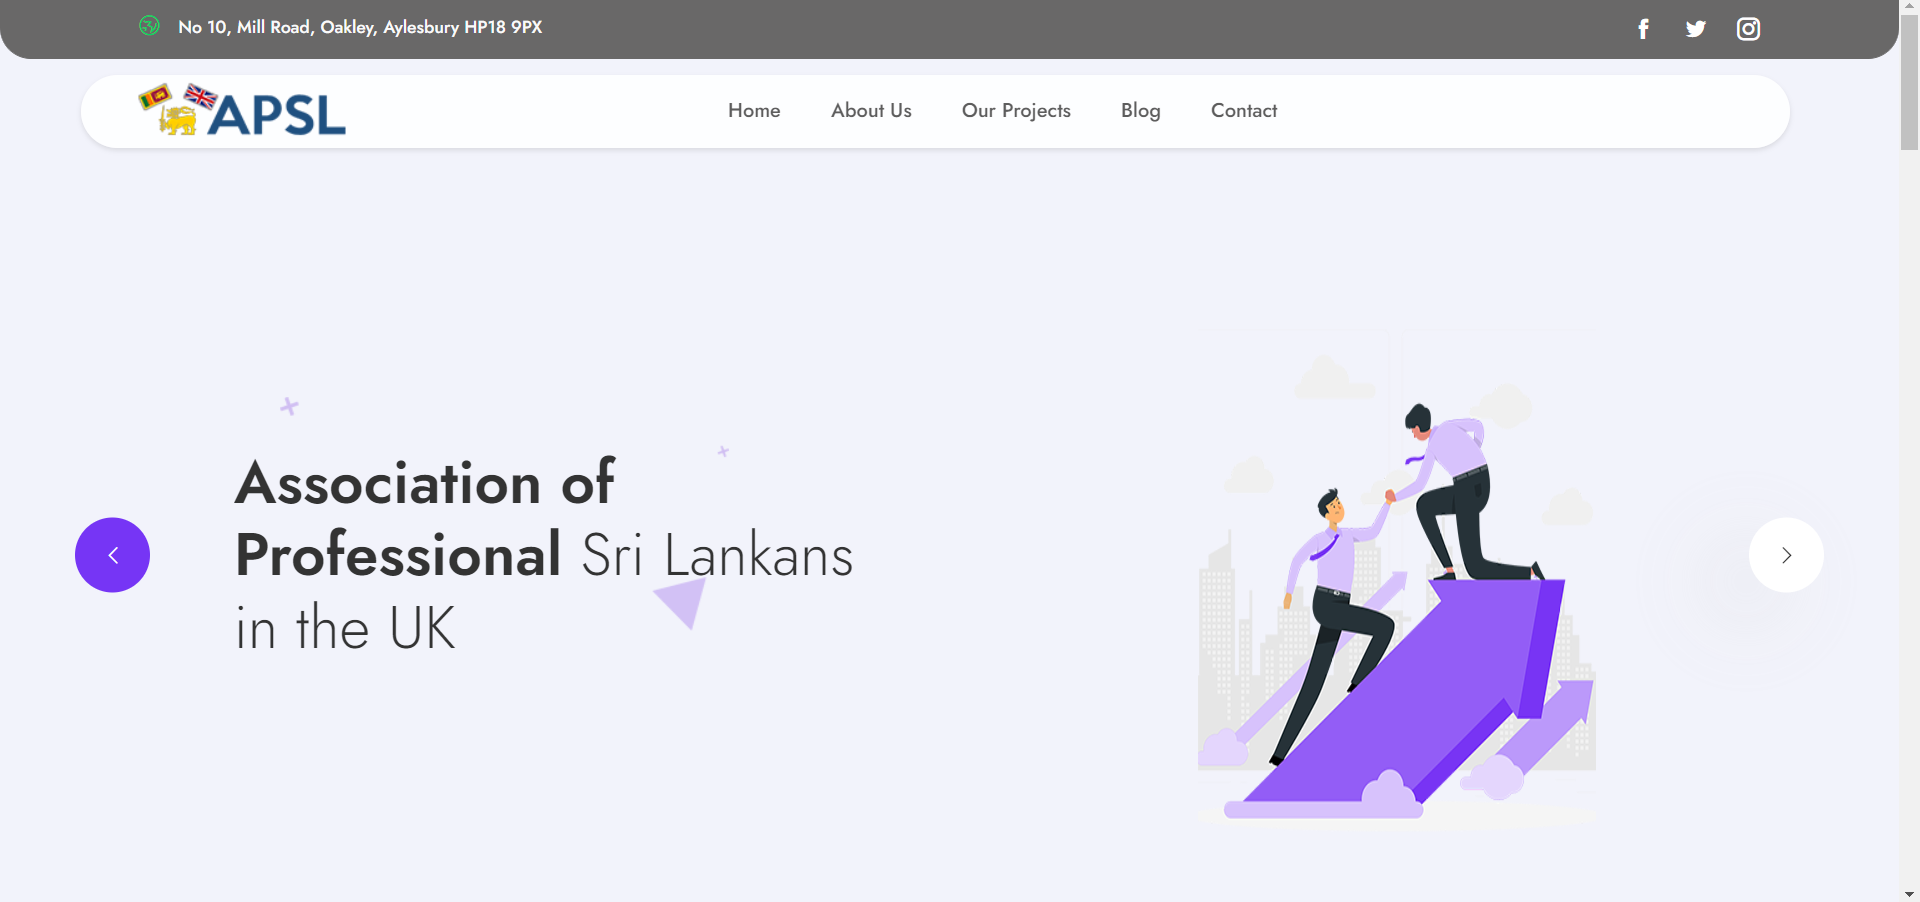 No 10, Mill Road, Oakley, Aylesbury HP18 9PX
APSL
Home
About Us
Our Projects
Blog
Contact
Association of
Professional Sri Lankans
in the UK